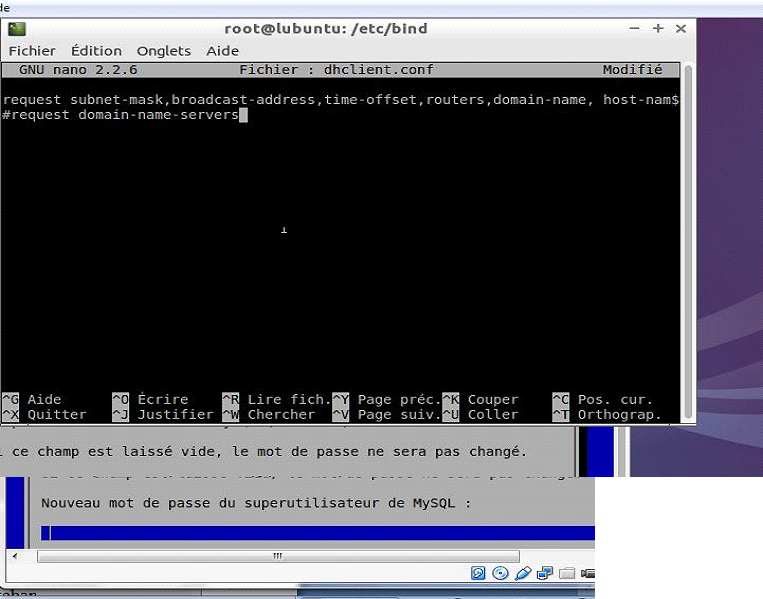 de
root@lubuntu: /etc/bind
Fichier Édition Onglets Aide
GNU nano 2.2.6 Fichier : dhclient.conf Modifié
request subnet-mask,broadcast-address,time-offset,routers,domain-name, host-nam$
#request domain-name-servers
^G Aide ^O Écrire ^R Lire fich. ^Y Page préc. ^K Couper ^C Pos. cur.
^X Quitter ^J Justifier ^W Chercher ^V Page suiv. ^U Coller ^T Orthograp.
ce champ est laissé vide, le mot de passe ne sera pas changé.
Nouveau mot de passe du superutilisateur de MySQL :